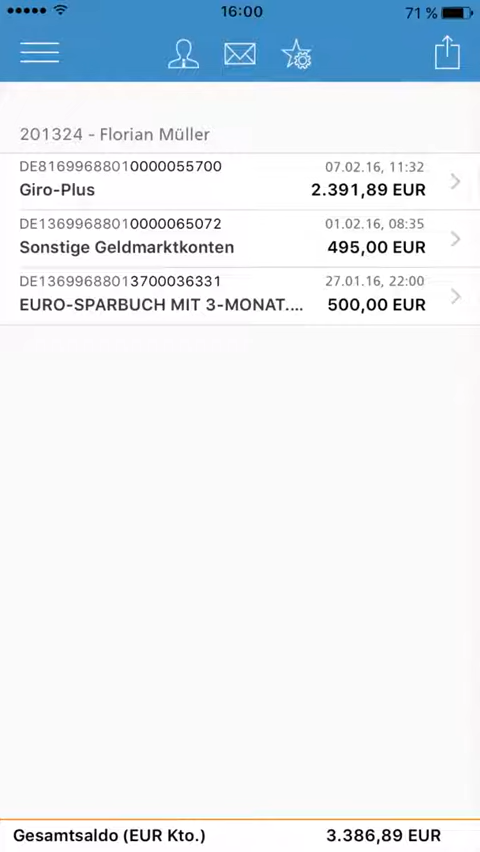 16:00
71 %
201324 - Florian Müller
DE81699688010000055700 07.02.16, 11:32
Giro-Plus 2.391,89 EUR
DE13699688010000065072 01.02.16, 08:35
Sonstige Geldmarktkonten 495,00 EUR
DE13699688013700036331 27.01.16, 22:00
EURO-SPARBUCH MIT 3-MONAT.... 500,00 EUR
Gesamtsaldo (EUR Kto.) 3.386,89 EUR